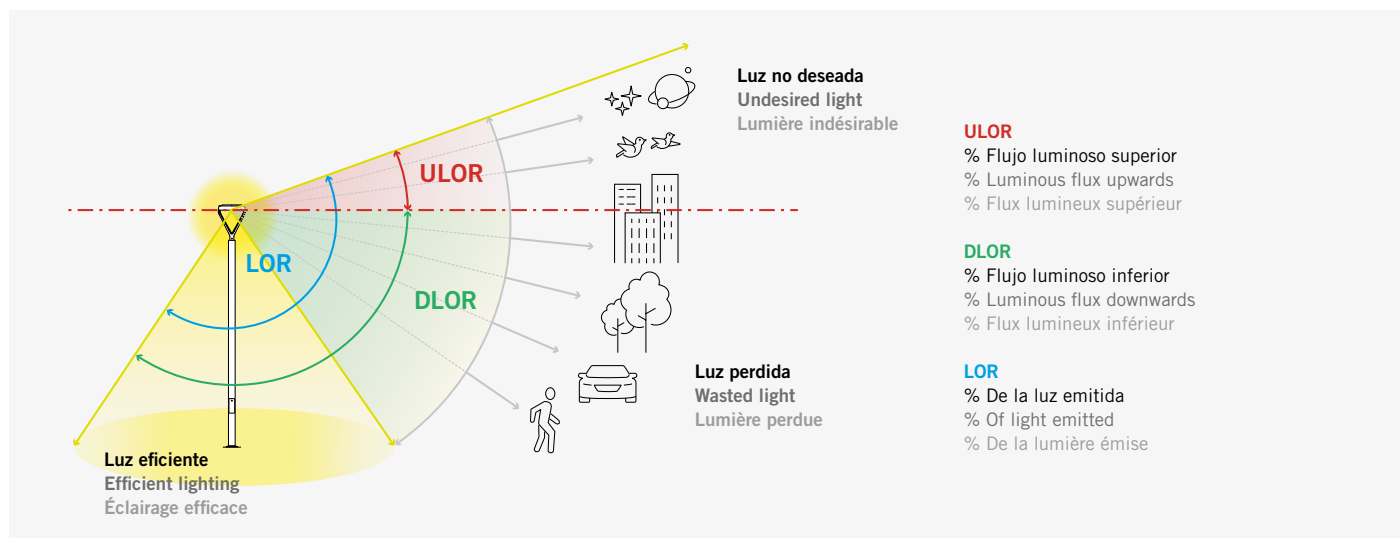 Luz no deseada
Undesired light
Lumière indésirable
ULOR
LOR
DLOR
Luz perdida
Wasted light
Lumière perdue
Luz eficiente
Efficient lighting
Éclairage efficace
ULOR
% Flujo luminoso superior
% Luminous flux upwards
% Flux lumineux supérieur
DLOR
% Flujo luminoso inferior
% Luminous flux downwards
% Flux lumineux inférieur
LOR
% De la luz emitida
% Of light emitted
% De la lumière émise